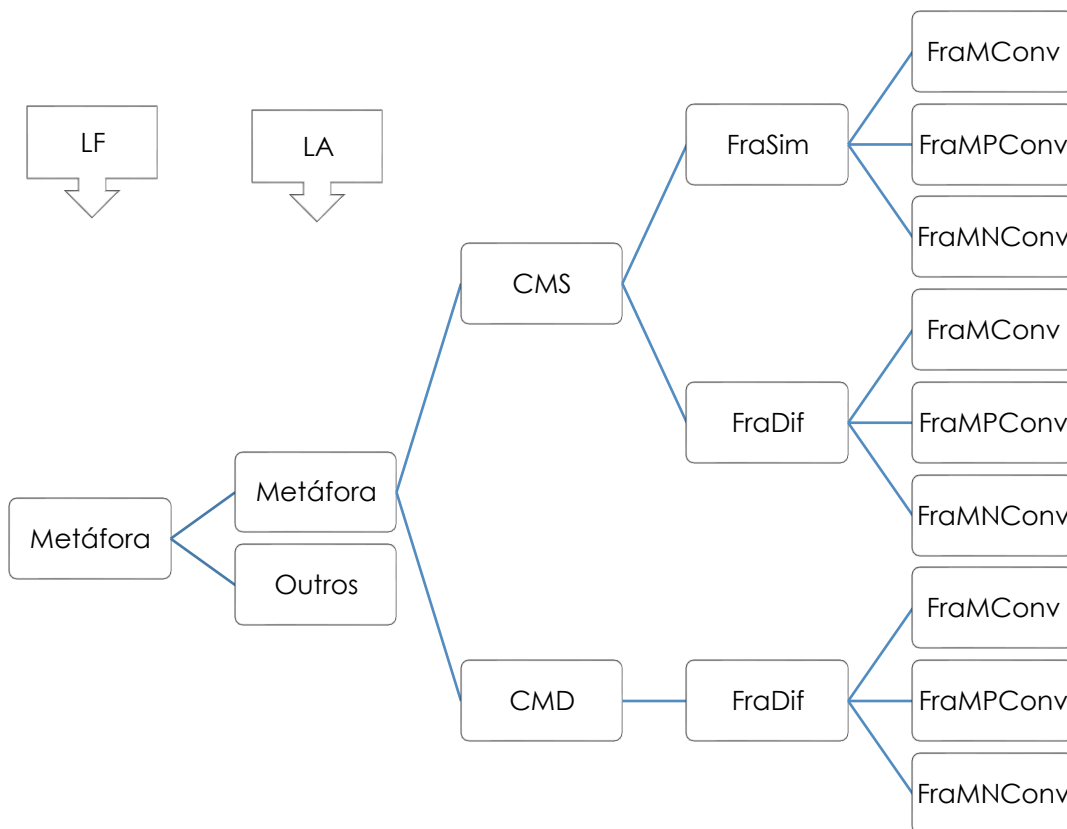 LF
LA
Metáfora
Metáfora
Outros
CMS
CMD
FraSim
FraDif
FraDif
FraMConv
FraMPConv
FraMNConv
FraMConv
FraMPConv
FraMNConv
FraMConv
FraMPConv
FraMNConv